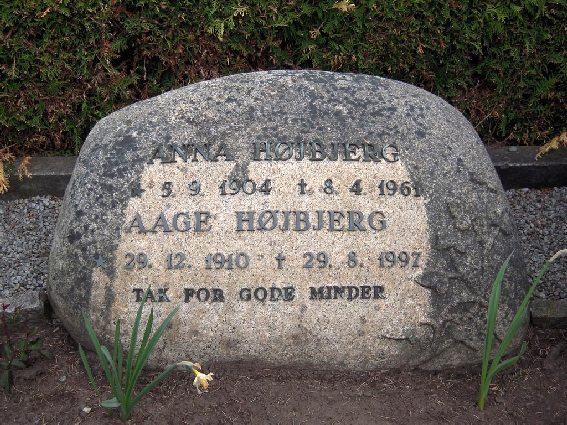 ANNA HØJBJERG
* 5.9. 1904 † 8. 4. 1961
AAGE HØJBJERG
* 29. 12. 1910 † 29. 8. 1997
TAK FOR GODE MINDER